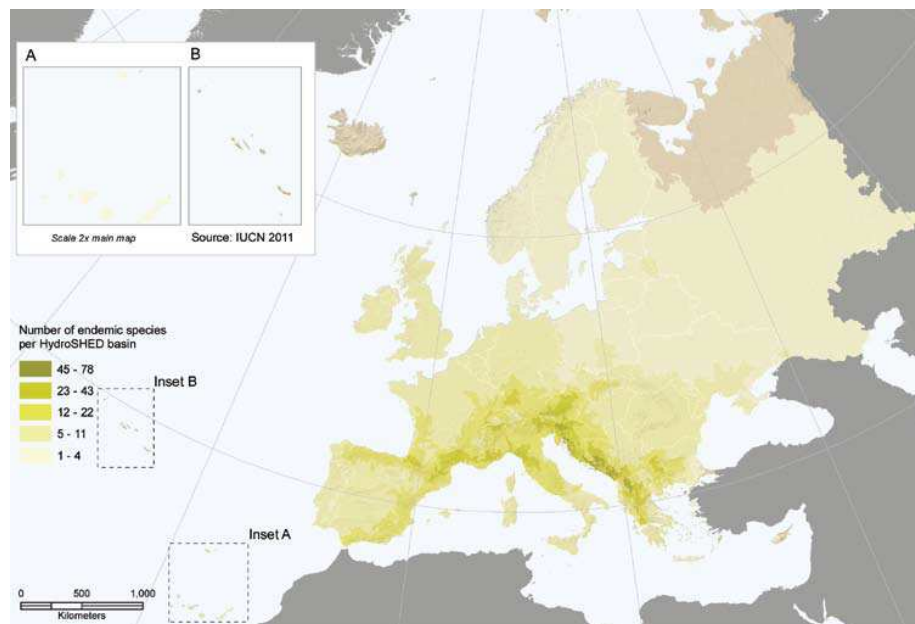 A
B
Scale 2x main map
Source: IUCN 2011
Number of endemic species
per HydroSHED basin
45 - 78
23 - 43
12 - 22
5 - 11
1 - 4
Inset B
Inset A
0 500 1,000
Kilometers